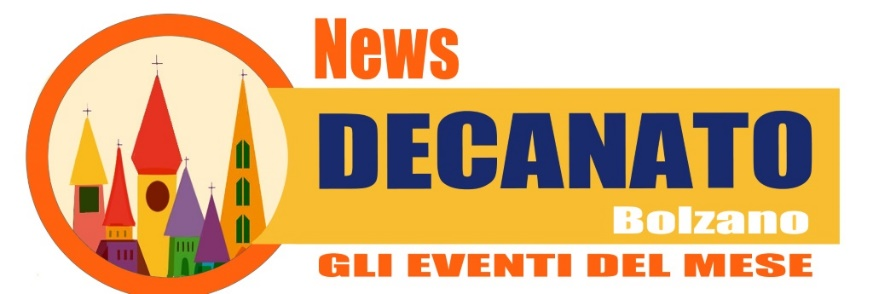 News
DECANATO
Bolzano
GLI EVENTI DEL MESE